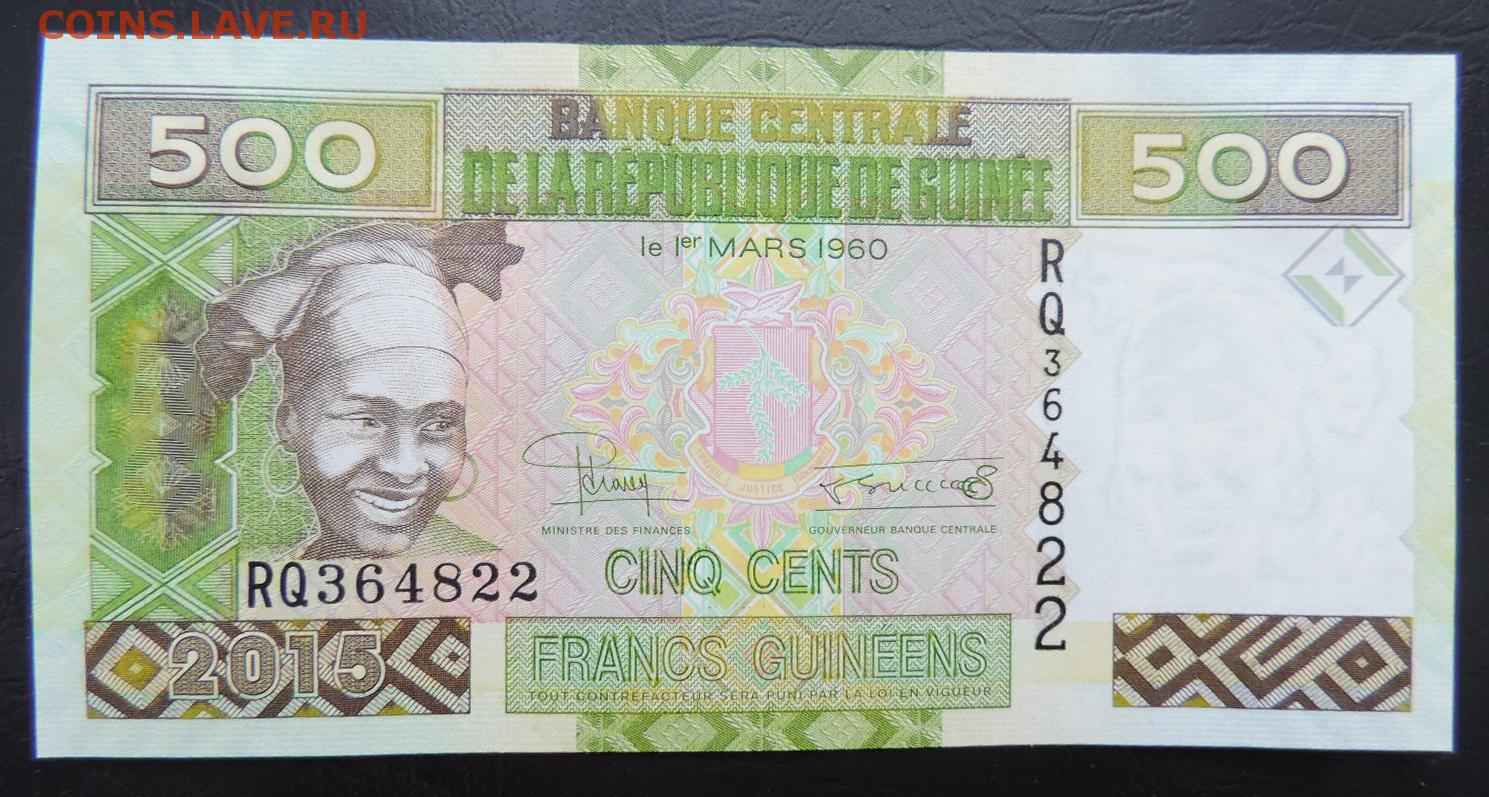 COINS.LAVE.RU
500
BANQUE CENTRALE
DE LA RÉPUBLIQUE DE GUINÉE
500
le 1er MARS 1960
RQ364822
JUSTICE
MINISTRE DES FINANCES
GOUVERNEUR BANQUE CENTRALE
CINQ CENTS
RQ364822
2015
FRANCS GUINÉENS
TOUT CONTREFACTEUR SERA PUNI PAR LA LOI EN VIGUEUR